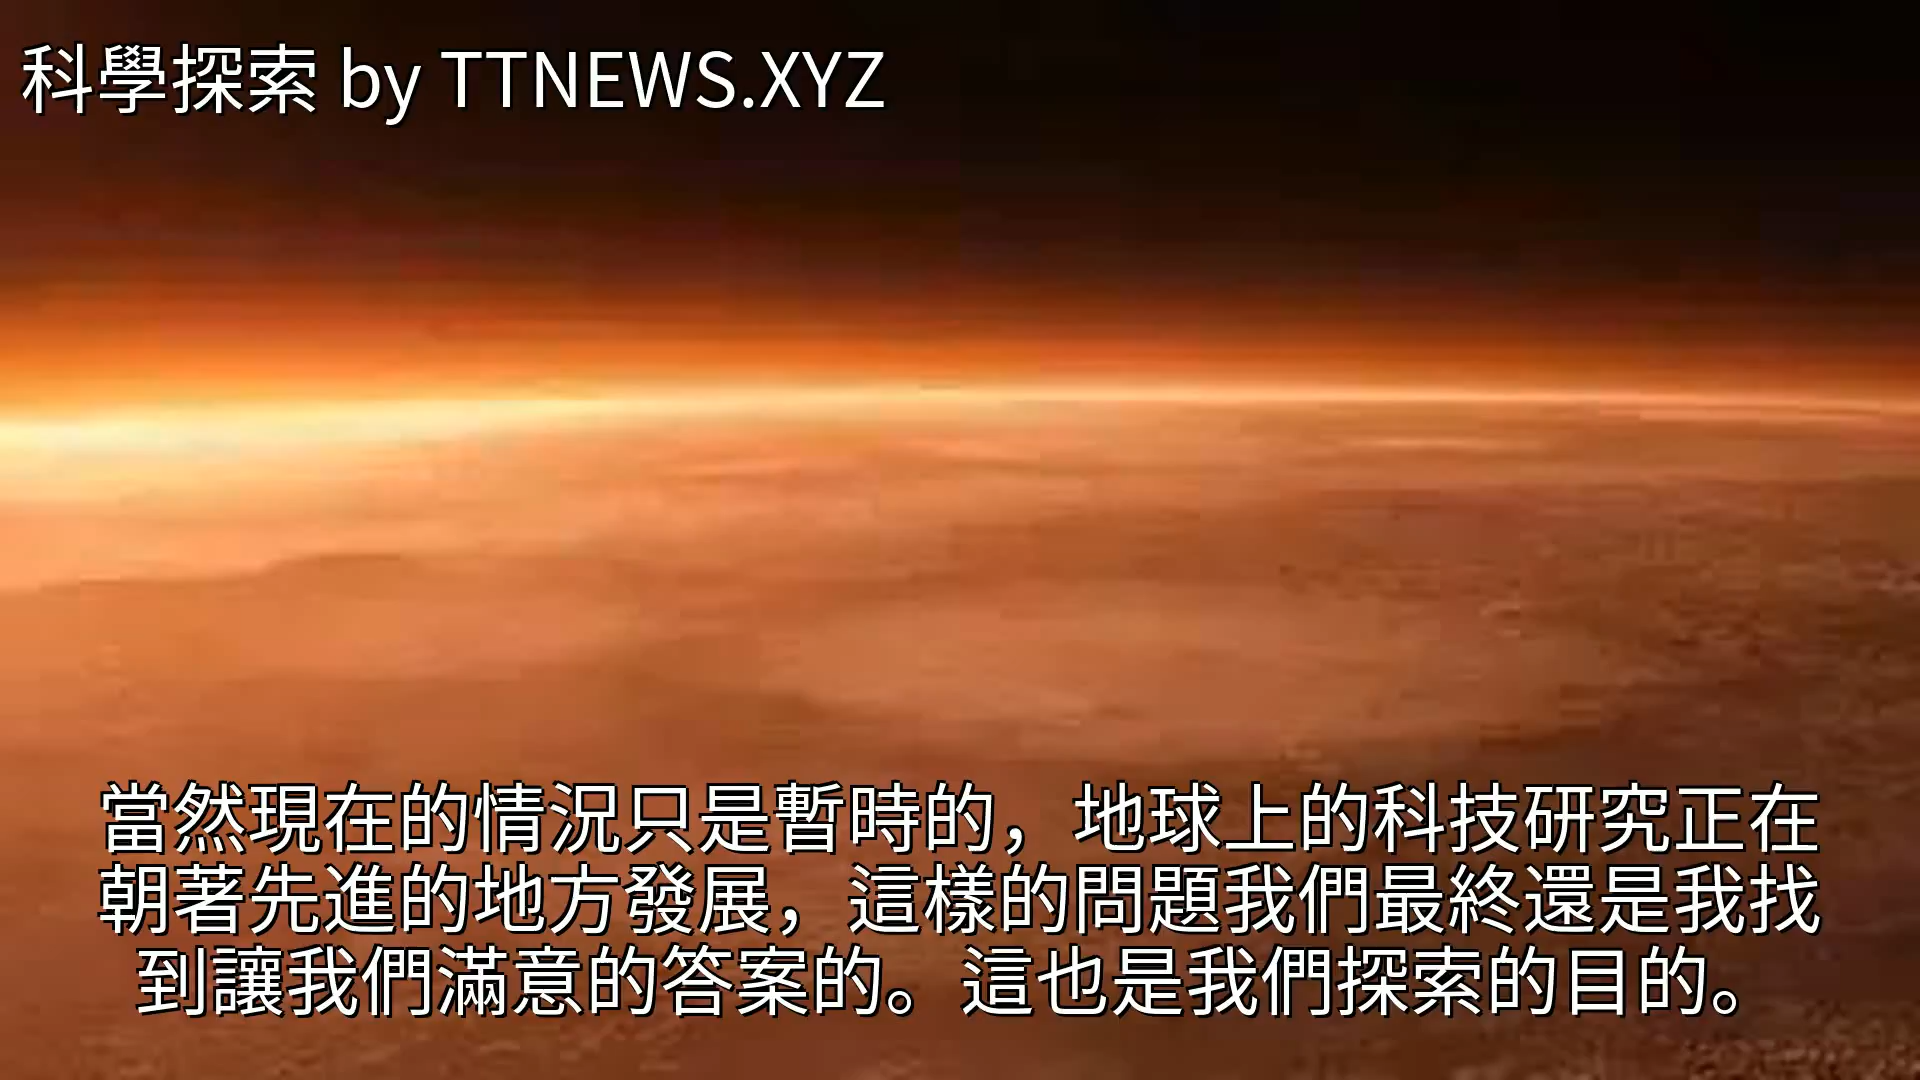 科學探索 by TTNEWS.XYZ
當然現在的情況只是暫時的，地球上的科技研究正在
朝著先進的地方發展，這樣的問題我們最終還是我找
到讓我們滿意的答案的。這也是我們探索的目的。